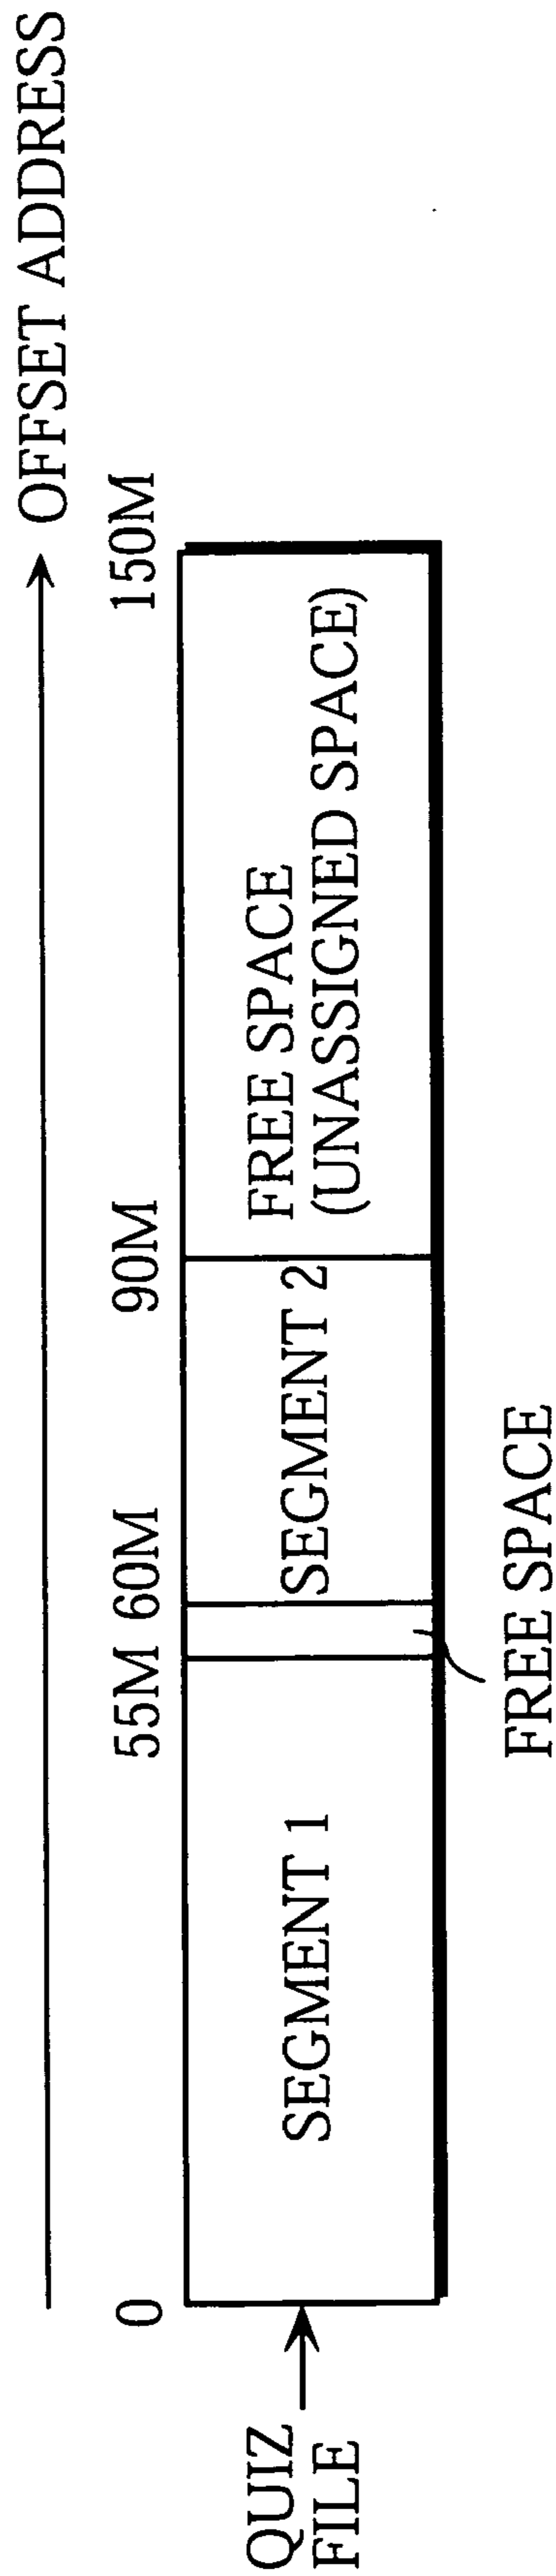 OFFSET ADDRESS
0
55M
60M
90M
150M
QUIZ
FILE
SEGMENT 1
SEGMENT 2
FREE SPACE
(UNASSIGNED SPACE)
FREE SPACE